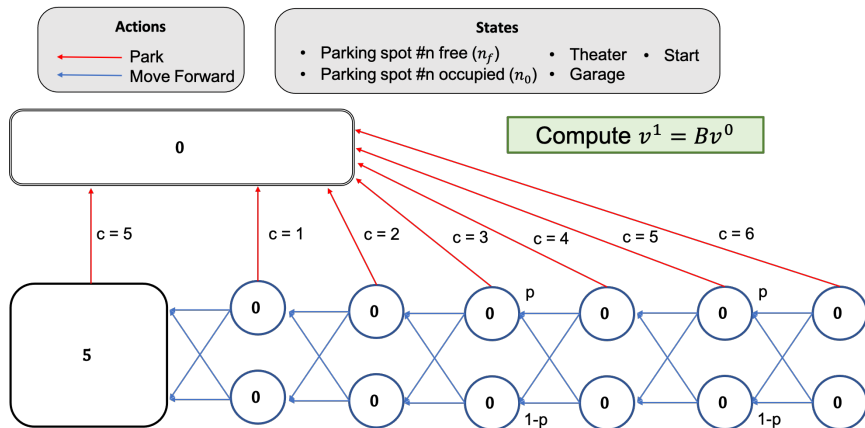 Actions
Park
Move Forward
States
• Parking spot #n free (n_f)
• Parking spot #n occupied (n_0)
• Theater
• Garage
• Start
0
Compute v^1 = Bv^0
c = 5
c = 1
c = 2
c = 3
c = 4
c = 5
c = 6
5
0
0
0
p
0
0
p
0
0
0
0
1-p
0
0
1-p
0